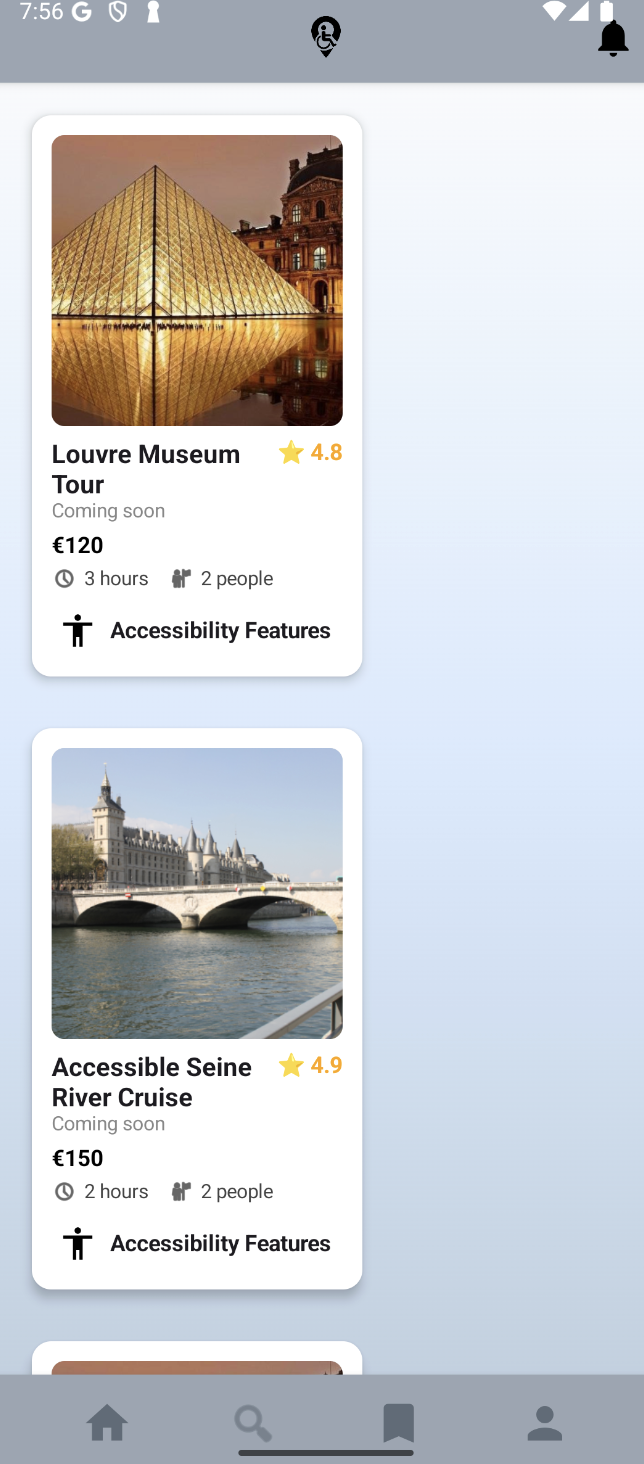 7:56
Louvre Museum
Tour
⭐ 4.8
Coming soon
€120
3 hours 2 people
Accessibility Features
Accessible Seine
River Cruise
⭐ 4.9
Coming soon
€150
2 hours 2 people
Accessibility Features